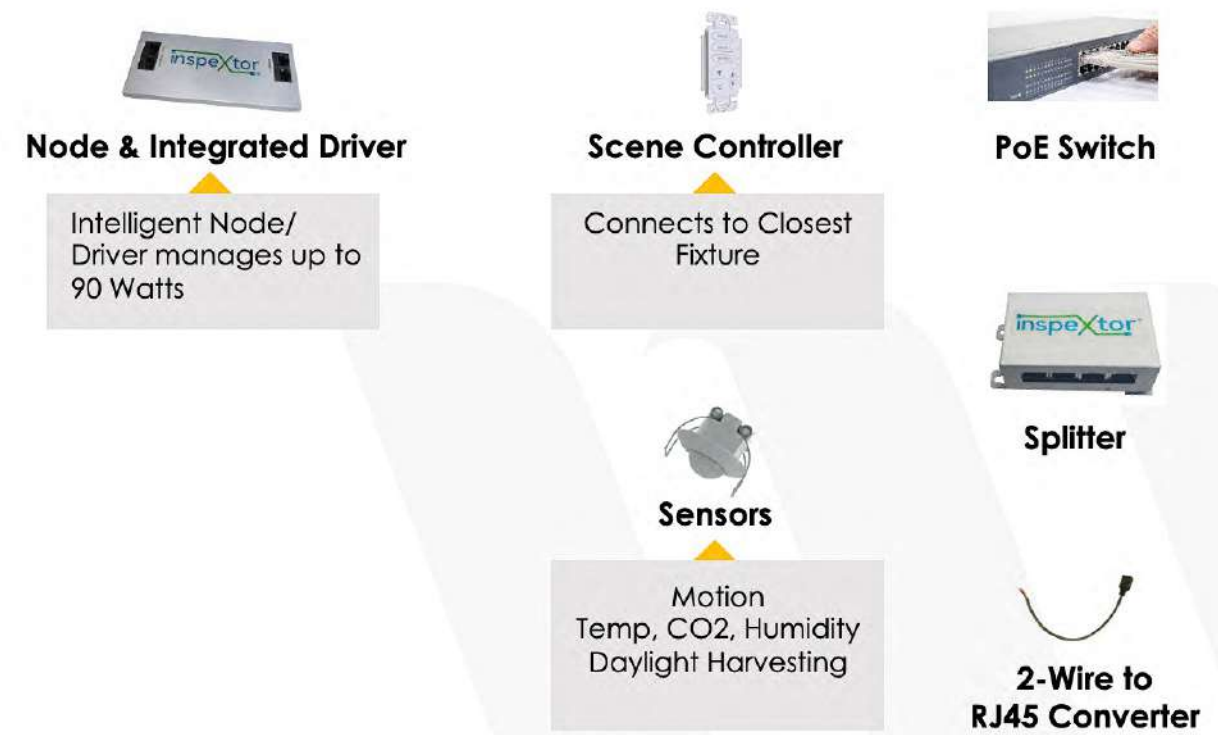 inspeXtor
Node & Integrated Driver
Intelligent Node/
Driver manages up to
90 Watts
Scene Controller
Connects to Closest
Fixture
PoE Switch
inspeXtor
Splitter
Sensors
Motion
Temp, CO2, Humidity
Daylight Harvesting
2-Wire to
RJ45 Converter